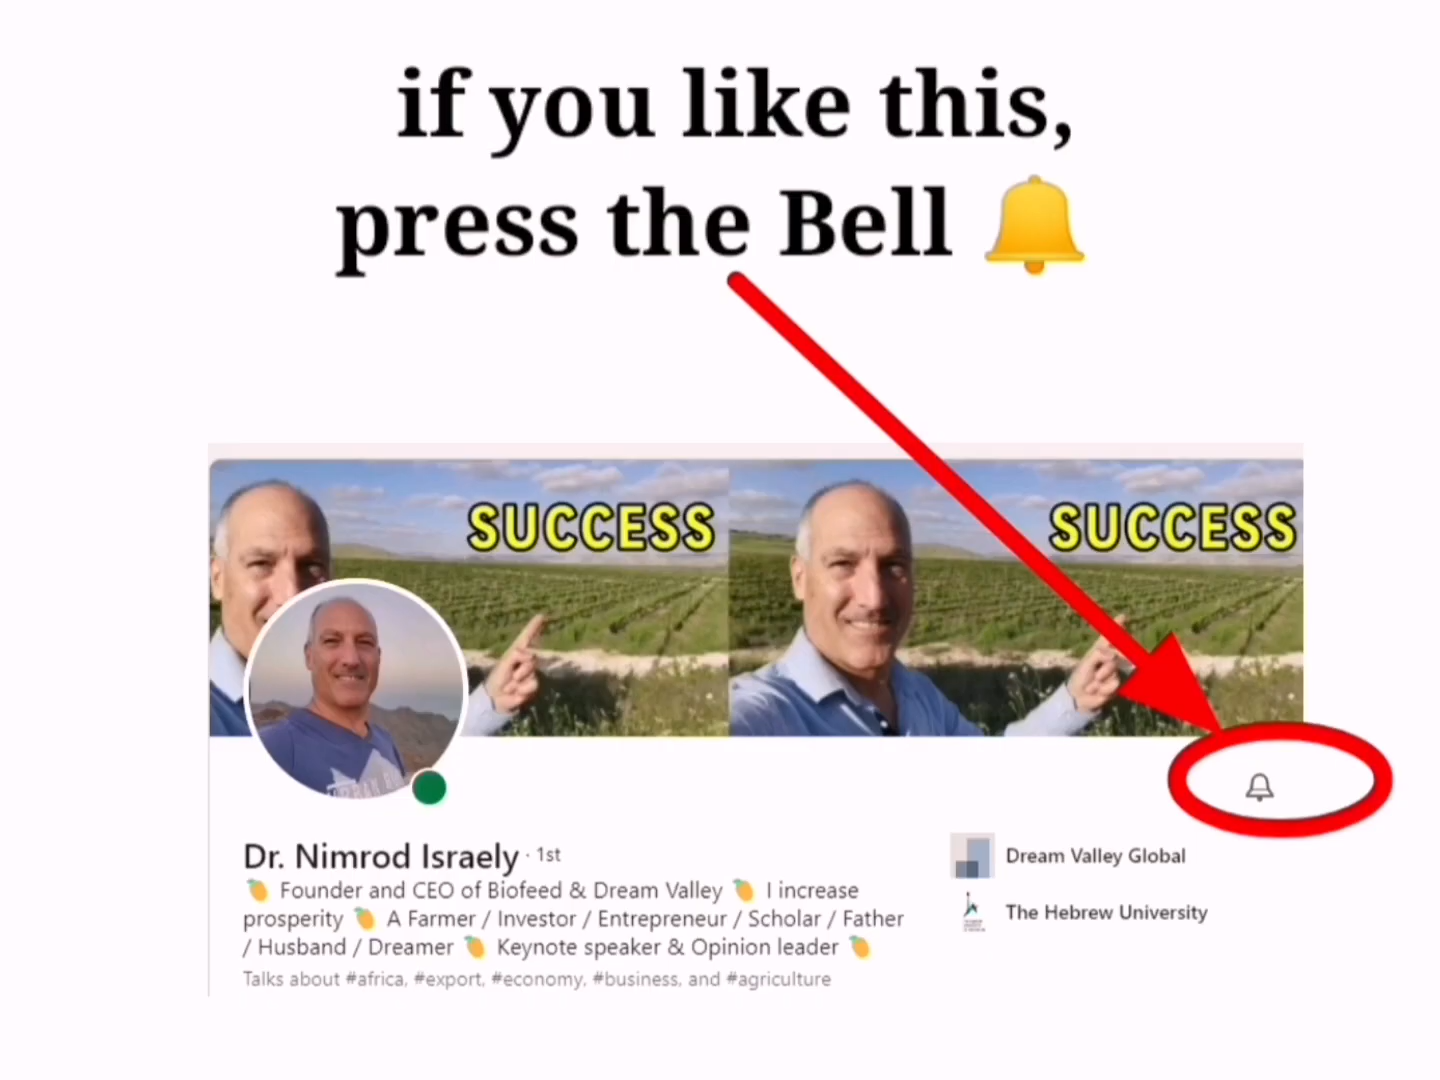 if you like this,
press the Bell 🔔
SUCCESS
SUCCESS
Dr. Nimrod Israely · 1st
🥭 Founder and CEO of Biofeed & Dream Valley 🥭 I increase
prosperity 🥭 A Farmer / Investor / Entrepreneur / Scholar / Father
/ Husband / Dreamer 🥭 Keynote speaker & Opinion leader 🥭
Talks about #africa, #export, #economy, #business, and #agriculture
Dream Valley Global
The Hebrew University